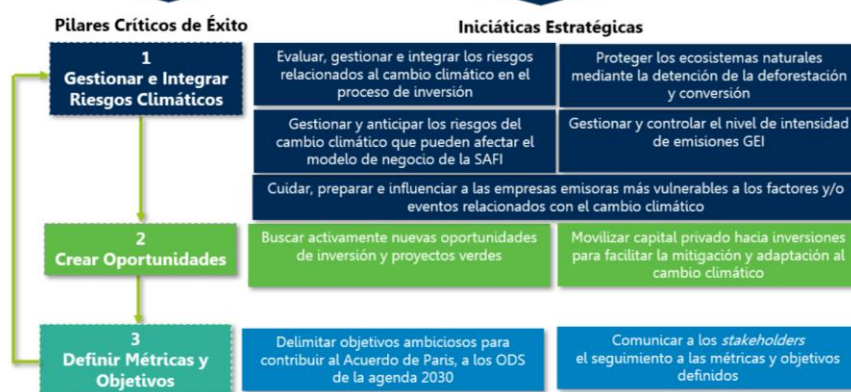 Pilares Críticos de Éxito
Iniciáticas Estratégicas
1
Gestionar e Integrar
Riesgos Climáticos
Evaluar, gestionar e integrar los riesgos
relacionados al cambio climático en el
proceso de inversión
Proteger los ecosistemas naturales
mediante la detención de la deforestación
y conversión
Gestionar y anticipar los riesgos del
cambio climático que pueden afectar el
modelo de negocio de la SAFI
Gestionar y controlar el nivel de intensidad
de emisiones GEI
Cuidar, preparar e influenciar a las empresas emisoras más vulnerables a los factores y/o
eventos relacionados con el cambio climático
2
Crear Oportunidades
Buscar activamente nuevas oportunidades
de inversión y proyectos verdes
Movilizar capital privado hacia inversiones
para facilitar la mitigación y adaptación al
cambio climático
3
Definir Métricas y
Objetivos
Delimitar objetivos ambiciosos para
contribuir al Acuerdo de Paris, a los ODS
de la agenda 2030
Comunicar a los stakeholders
el seguimiento a las métricas y objetivos
definidos